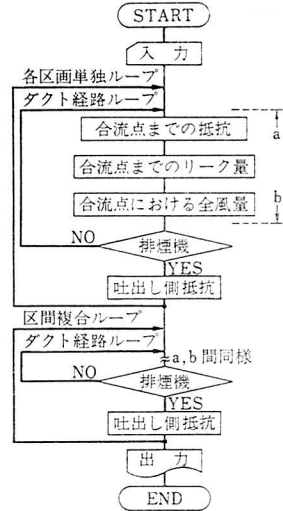 START
入 力
各区画単独ループ
ダクト経路ループ
合流点までの抵抗
a
合流点までのリーク量
合流点における全風量
b
NO
排煙機
YES
吐出し側抵抗
区間複合ループ
ダクト経路ループ
a,b 間同様
NO
排煙機
YES
吐出し側抵抗
出 力
END